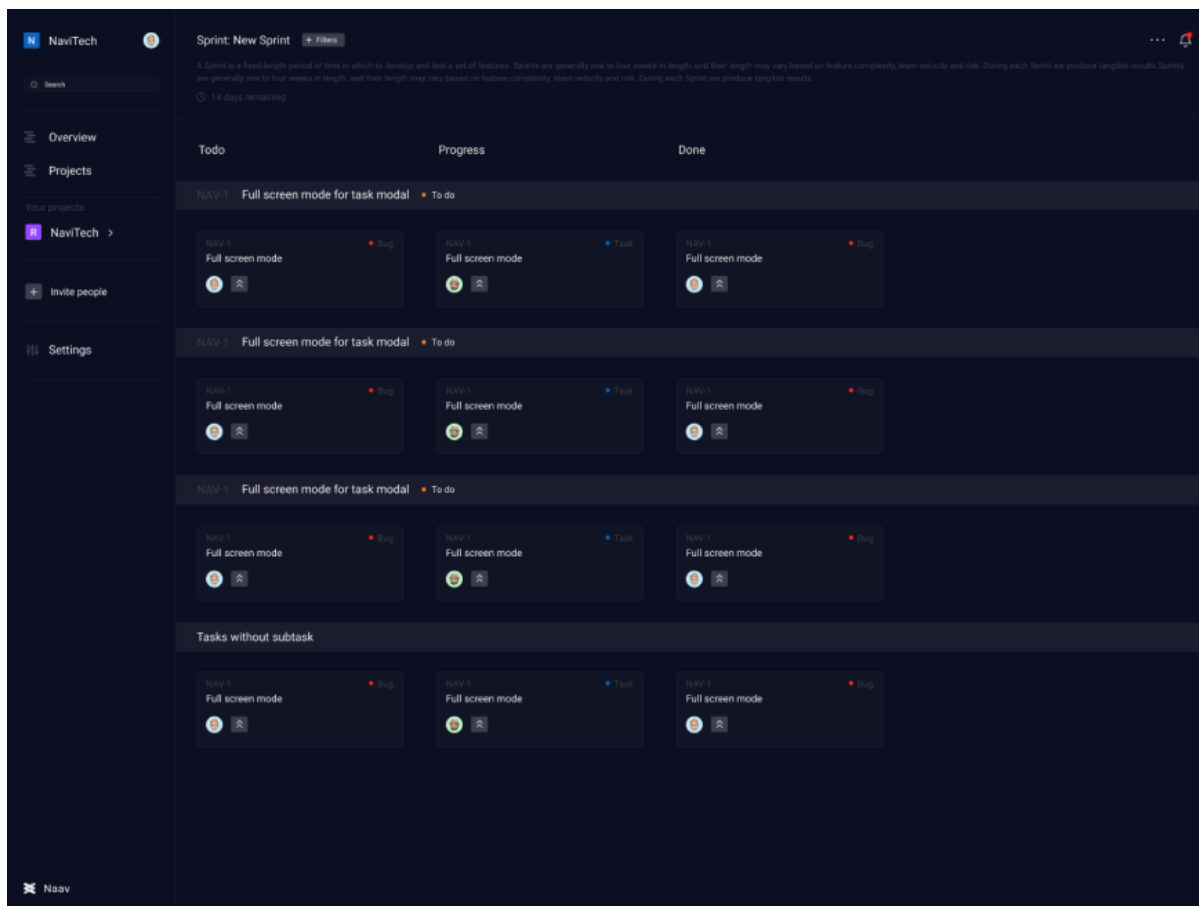 N NaviTech
Search
Overview
Projects
Your projects
R NaviTech >
+ Invite people
Settings
Naav
Sprint: New Sprint + Filters ...
A Sprint is a fixed-length period of time in which to develop and test a set of features. Sprints are generally one to four weeks in length, and their length may vary based on feature complexity, team velocity and risk. During each Sprint we produce tangible results.Sprints
are generally one to four weeks in length, and their length may vary based on feature complexity, team velocity and risk. During each Sprint we produce tangible results.
14 days remaining
Todo Progress Done
NAV-1 Full screen mode for task modal To do
NAV-1 Bug NAV-1 Task NAV-1 Bug
Full screen mode Full screen mode Full screen mode
NAV-1 Full screen mode for task modal To do
NAV-1 Bug NAV-1 Task NAV-1 Bug
Full screen mode Full screen mode Full screen mode
NAV-1 Full screen mode for task modal To do
NAV-1 Bug NAV-1 Task NAV-1 Bug
Full screen mode Full screen mode Full screen mode
Tasks without subtask
NAV-1 Bug NAV-1 Task NAV-1 Bug
Full screen mode Full screen mode Full screen mode